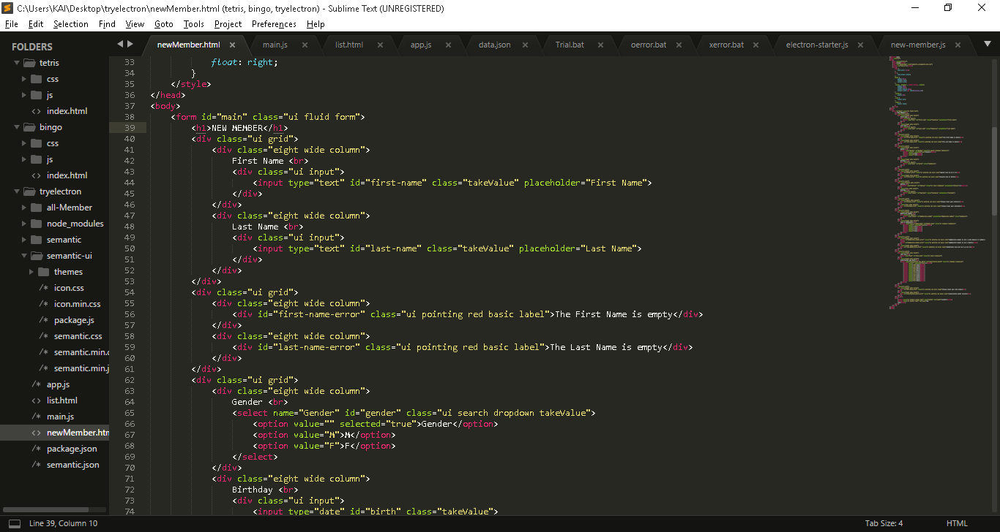 C:\Users\KAI\Desktop\tryelectron\newMember.html (tetris, bingo, tryelectron) - Sublime Text (UNREGISTERED)
File Edit Selection Find View Goto Tools Project Preferences Help
FOLDERS
tetris
css
js
<> index.html
bingo
css
js
<> index.html
tryelectron
all-Member
node_modules
semantic
semantic-ui
themes
/* icon.css
/* icon.min.css
/* package.js
/* semantic.css
/* semantic.min.c
/* semantic.min.j
/* app.js
<> list.html
/* main.js
<> newMember.htm
/* package.json
/* semantic.json
newMember.html × main.js × list.html × app.js × data.json × Trial.bat × oerror.bat × xerror.bat × electron-starter.js × new-member.js ×
33 float: right;
34 }
35 </style>
36 </head>
37 <body>
38 <form id="main" class="ui fluid form">
39 <h1>NEW MEMBER</h1>
40 <div class="ui grid">
41 <div class="eight wide column">
42 First Name <br>
43 <div class="ui input">
44 <input type="text" id="first-name" class="takeValue" placeholder="First Name">
45 </div>
46 </div>
47 <div class="eight wide column">
48 Last Name <br>
49 <div class="ui input">
50 <input type="text" id="last-name" class="takeValue" placeholder="Last Name">
51 </div>
52 </div>
53 </div>
54 <div class="ui grid">
55 <div class="eight wide column">
56 <div id="first-name-error" class="ui pointing red basic label">The First Name is empty</div>
57 </div>
58 <div class="eight wide column">
59 <div id="last-name-error" class="ui pointing red basic label">The Last Name is empty</div>
60 </div>
61 </div>
62 <div class="ui grid">
63 <div class="eight wide column">
64 Gender <br>
65 <select name="Gender" id="gender" class="ui search dropdown takeValue">
66 <option value="" selected="true">Gender</option>
67 <option value="M">M</option>
68 <option value="F">F</option>
69 </select>
70 </div>
71 <div class="eight wide column">
72 Birthday <br>
73 <div class="ui input">
74 <input type="date" id="birth" class="takeValue">
Line 39, Column 10
Tab Size: 4
HTML